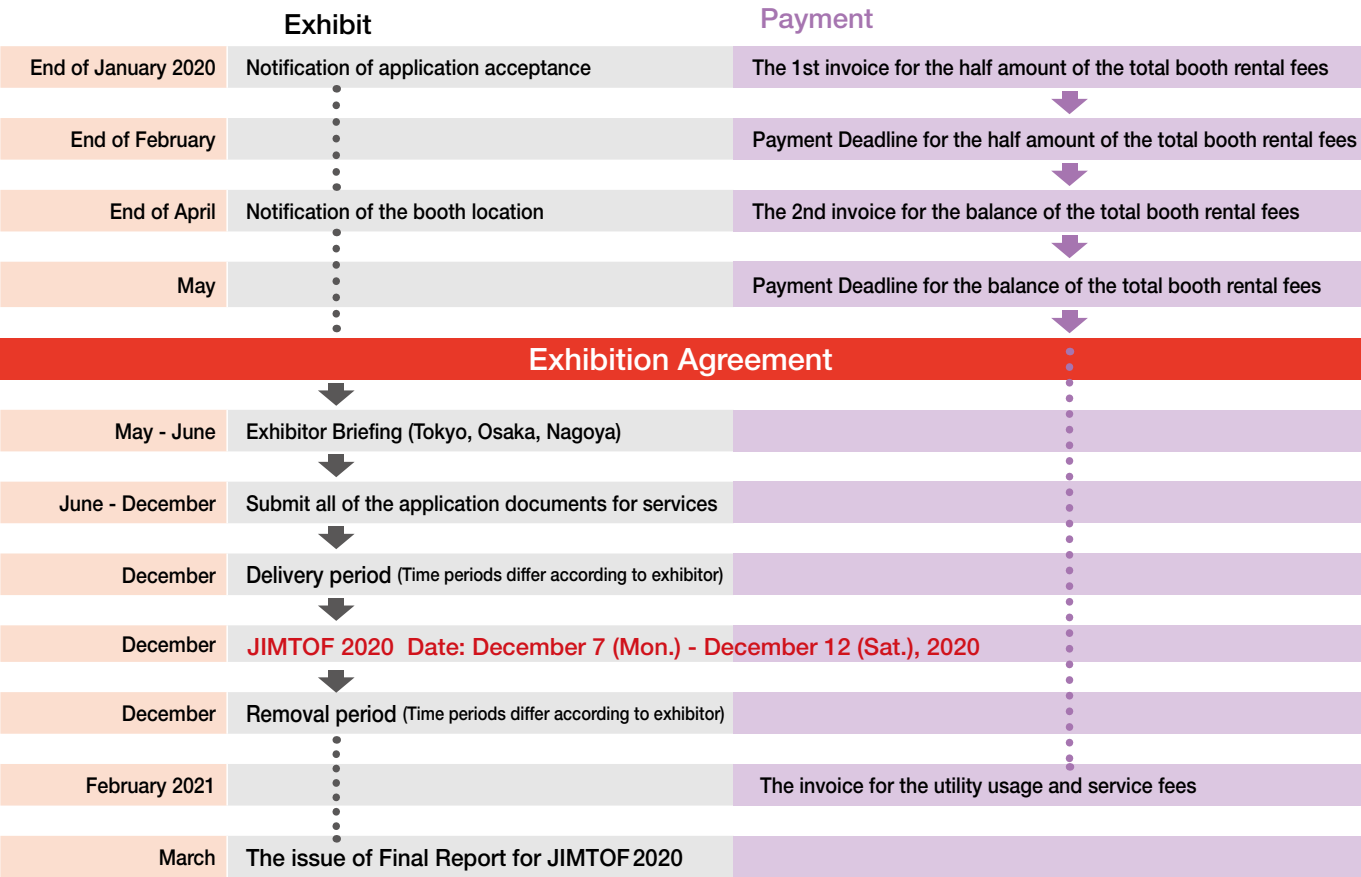 Exhibit
Payment
End of January 2020 Notification of application acceptance The 1st invoice for the half amount of the total booth rental fees
End of February Payment Deadline for the half amount of the total booth rental fees
End of April Notification of the booth location The 2nd invoice for the balance of the total booth rental fees
May Payment Deadline for the balance of the total booth rental fees
Exhibition Agreement
May - June Exhibitor Briefing (Tokyo, Osaka, Nagoya)
June - December Submit all of the application documents for services
December Delivery period (Time periods differ according to exhibitor)
December JIMTOF 2020 Date: December 7 (Mon.) - December 12 (Sat.), 2020
December Removal period (Time periods differ according to exhibitor)
February 2021 The invoice for the utility usage and service fees
March The issue of Final Report for JIMTOF 2020